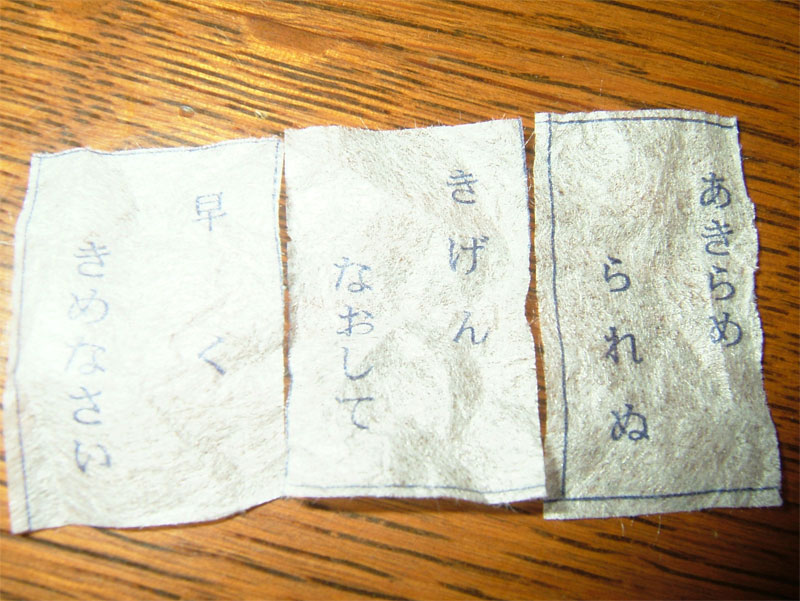 あきらめ
られぬ
きげん
なおして
早く
きめなさい